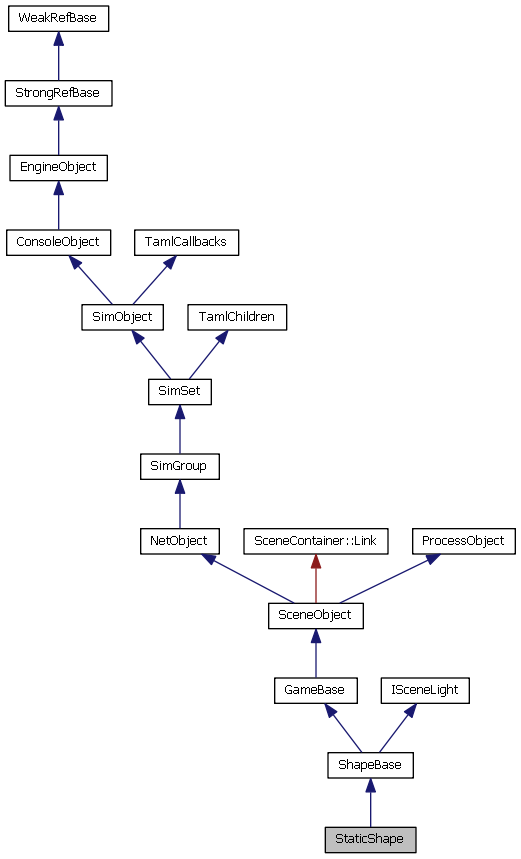 WeakRefBase
StrongRefBase
EngineObject
ConsoleObject
TamlCallbacks
SimObject
TamlChildren
SimSet
SimGroup
NetObject
SceneContainer::Link
ProcessObject
SceneObject
GameBase
ISceneLight
ShapeBase
StaticShape